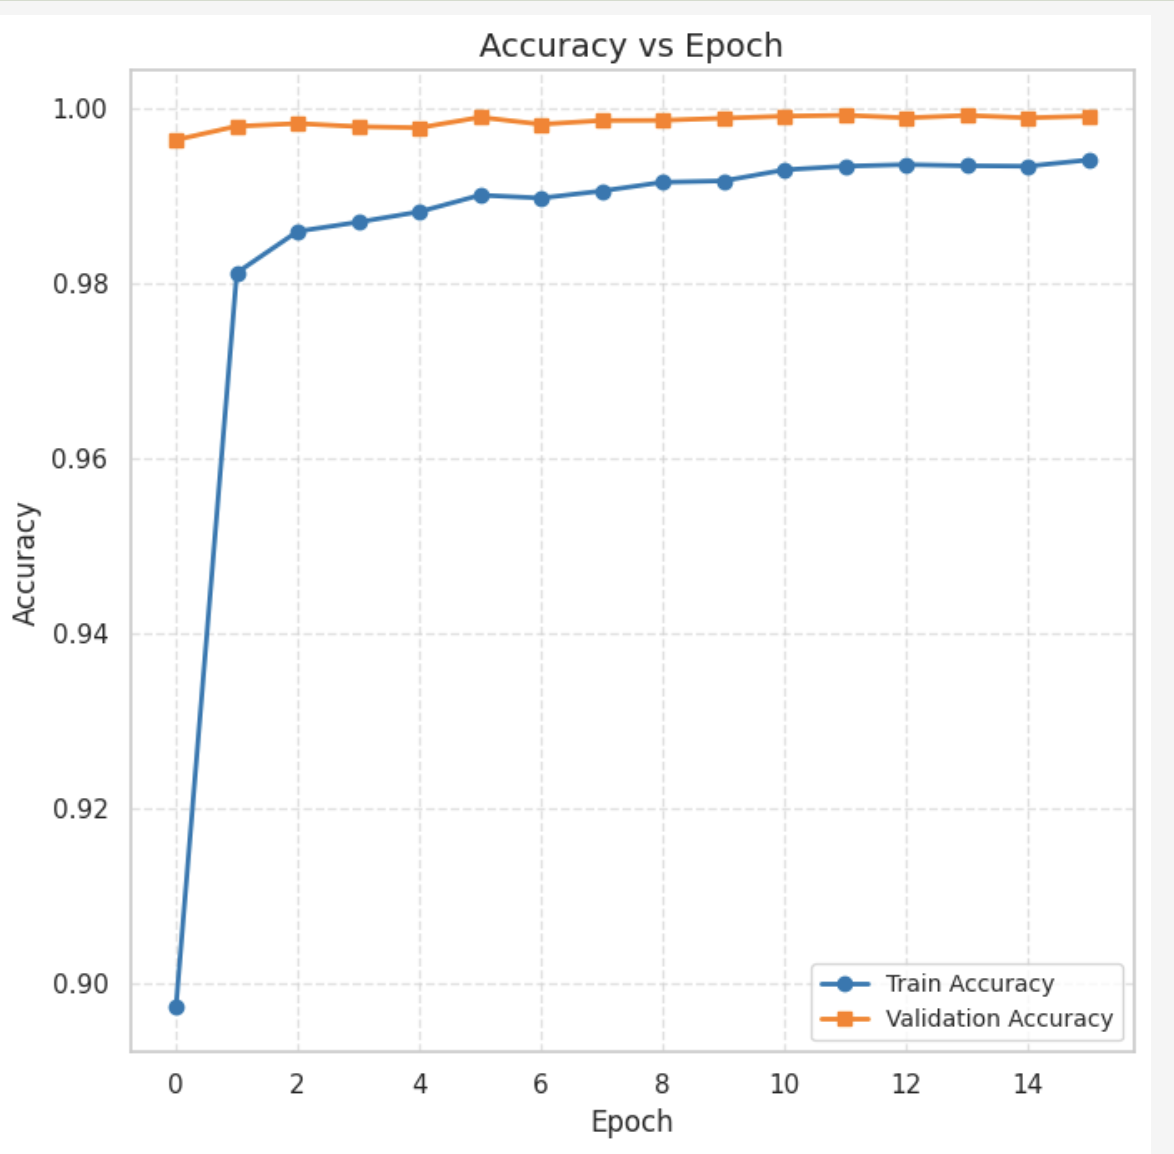 Accuracy vs Epoch
1.00
0.98
0.96
0.94
0.92
0.90
Accuracy
0 2 4 6 8 10 12 14
Epoch
Train Accuracy
Validation Accuracy